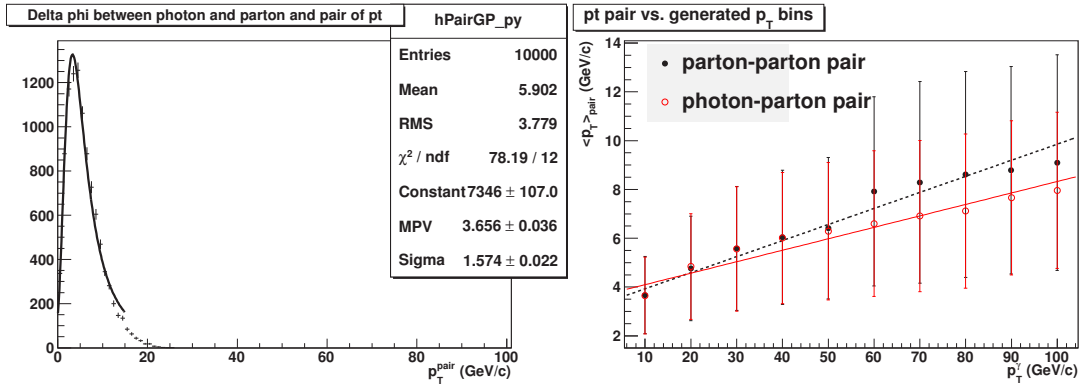 Delta phi between photon and parton and pair of pt
hPairGP_py
Entries 10000
Mean 5.902
RMS 3.779
χ² / ndf 78.19 / 12
Constant 7346 ± 107.0
MPV 3.656 ± 0.036
Sigma 1.574 ± 0.022
1200
1000
800
600
400
200
0
0 20 40 60 80 100
p_T^pair (GeV/c)
pt pair vs. generated p_T bins
parton-parton pair
photon-parton pair
<p_T>_pair (GeV/c)
14
12
10
8
6
4
2
10 20 30 40 50 60 70 80 90 100
p_T^γ (GeV/c)